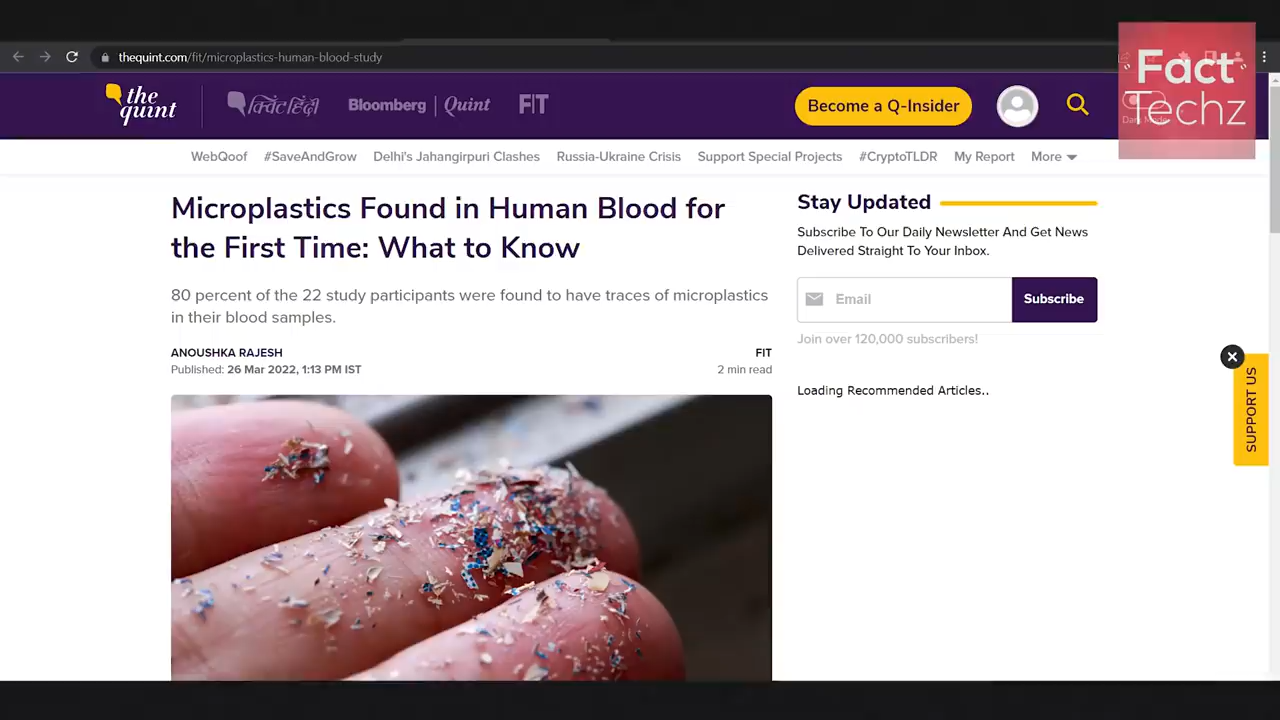 thequint.com/fit/microplastics-human-blood-study
Fact
Techz
the
quint
क्विंट हिंदी
Bloomberg | Quint
FIT
Become a Q-Insider
WebQoof #SaveAndGrow Delhi's Jahangirpuri Clashes Russia-Ukraine Crisis Support Special Projects #CryptoTLDR My Report More
Microplastics Found in Human Blood for
the First Time: What to Know
80 percent of the 22 study participants were found to have traces of microplastics
in their blood samples.
ANOUSHKA RAJESH
FIT
Published: 26 Mar 2022, 1:13 PM IST
2 min read
Stay Updated
Subscribe To Our Daily Newsletter And Get News
Delivered Straight To Your Inbox.
Email
Subscribe
Join over 120,000 subscribers!
Loading Recommended Articles..
SUPPORT US